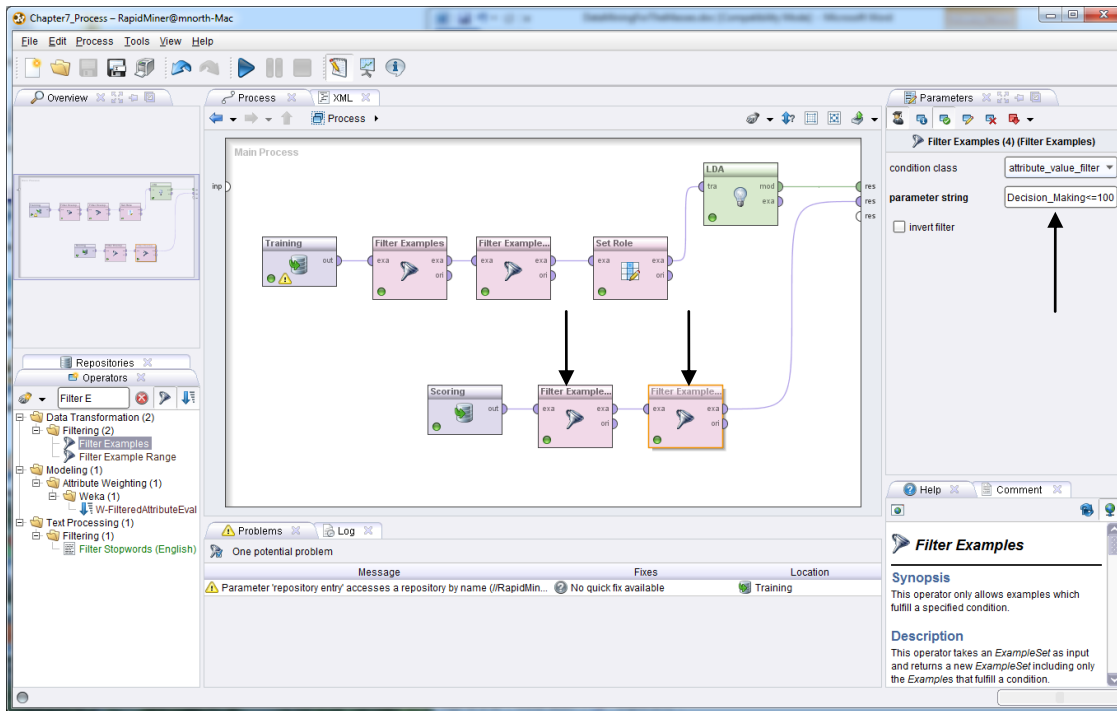 Chapter7_Process – RapidMiner@mnorth-Mac
File Edit Process Tools View Help
Overview
Process
XML
Process
Main Process
inp
Training
out
Filter Examples
exa
exa
ori
Filter Example...
exa
exa
ori
Set Role
exa
exa
ori
LDA
tra
mod
exa
res
res
res
Scoring
out
Filter Example...
exa
exa
ori
Filter Example...
exa
exa
ori
Parameters
Filter Examples (4) (Filter Examples)
condition class
attribute_value_filter
parameter string
Decision_Making<=100
invert filter
Repositories
Operators
Filter E
Data Transformation (2)
Filtering (2)
Filter Examples
Filter Example Range
Modeling (1)
Attribute Weighting (1)
Weka (1)
W-FilteredAttributeEval
Text Processing (1)
Filtering (1)
Filter Stopwords (English)
Problems
Log
One potential problem
Message
Fixes
Location
Parameter 'repository entry' accesses a repository by name (//RapidMin...
No quick fix available
Training
Help
Comment
Filter Examples
Synopsis
This operator only allows examples which
fulfill a specified condition.
Description
This operator takes an ExampleSet as input
and returns a new ExampleSet including only
the Examples that fulfill a condition.